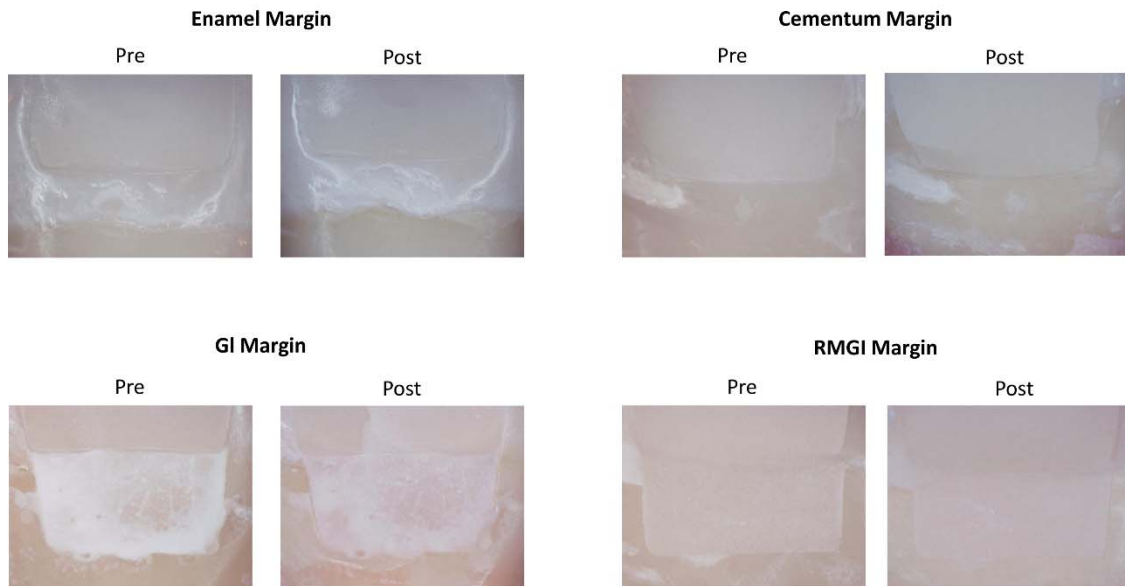 Enamel Margin
Pre
Post
Cementum Margin
Pre
Post
GI Margin
Pre
Post
RMGI Margin
Pre
Post